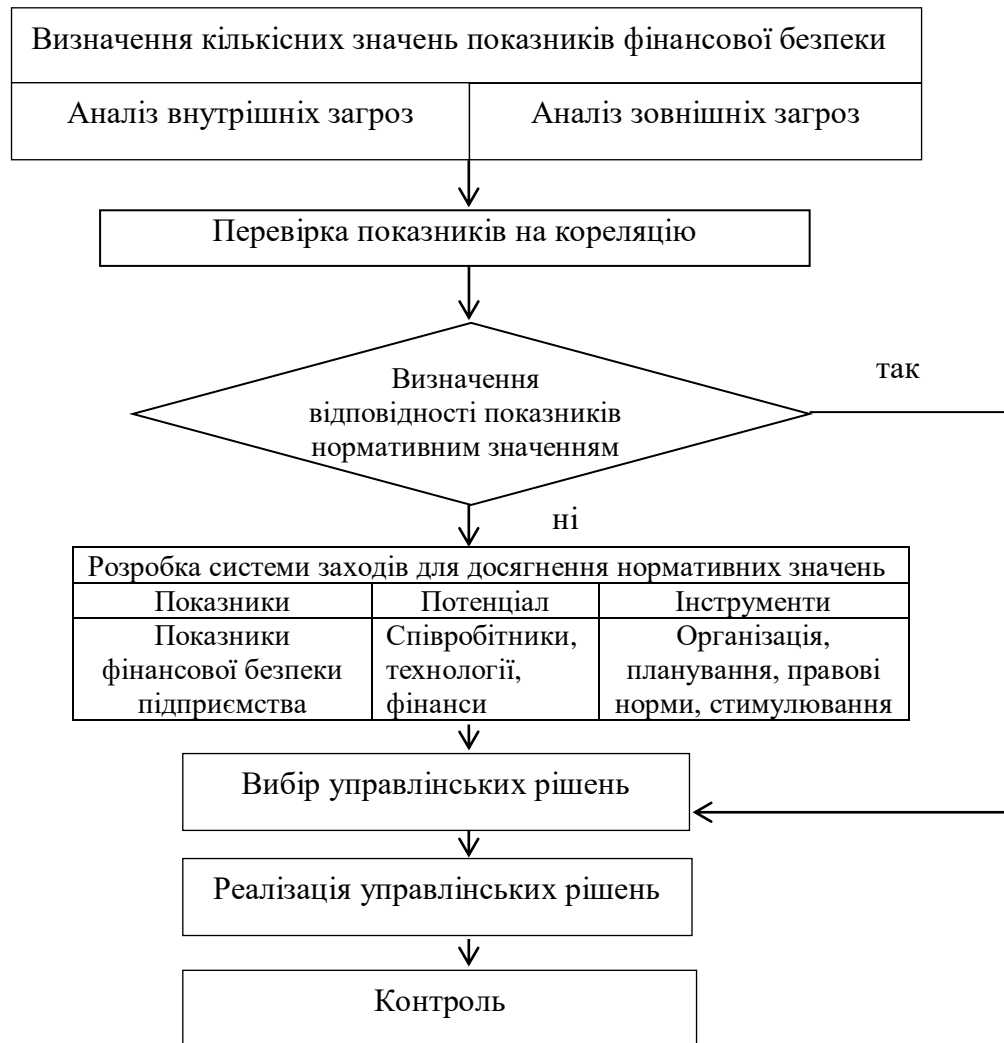 Визначення кількісних значень показників фінансової безпеки
Аналіз внутрішніх загроз
Аналіз зовнішніх загроз
Перевірка показників на кореляцію
Визначення
відповідності показників
нормативним значенням
так
ні
Розробка системи заходів для досягнення нормативних значень
Показники
Потенціал
Інструменти
Показники
фінансової безпеки
підприємства
Співробітники,
технології,
фінанси
Організація,
планування, правові
норми, стимулювання
Вибір управлінських рішень
Реалізація управлінських рішень
Контроль